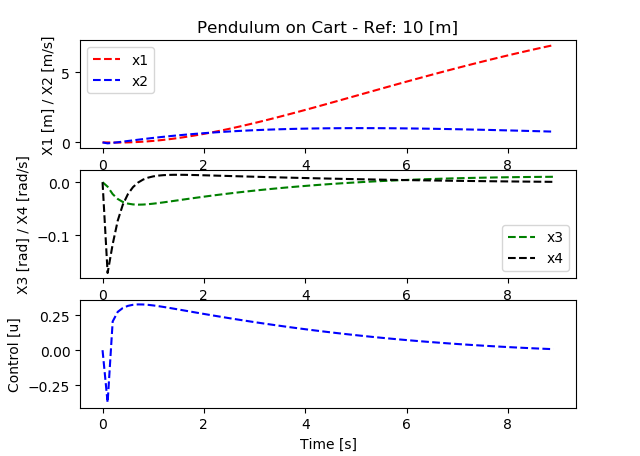 Pendulum on Cart - Ref: 10 [m]
X1 [m] / X2 [m/s]
5
0
x1
x2
0 2 4 6 8
X3 [rad] / X4 [rad/s]
0.0
−0.1
x3
x4
0 2 4 6 8
Control [u]
0.25
0.00
−0.25
0 2 4 6 8
Time [s]